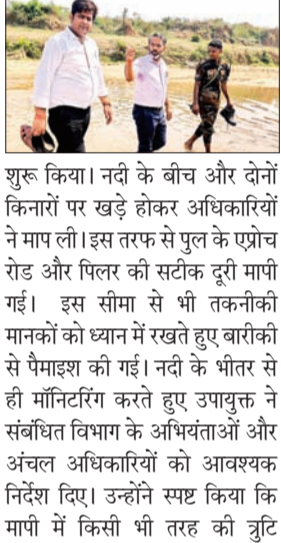 शुरू किया। नदी के बीच और दोनों
किनारों पर खड़े होकर अधिकारियों
ने माप ली। इस तरफ से पुल के एप्रोच
रोड और पिलर की सटीक दूरी मापी
गई। इस सीमा से भी तकनीकी
मानकों को ध्यान में रखते हुए बारीकी
से पैमाइश की गई। नदी के भीतर से
ही मॉनिटरिंग करते हुए उपायुक्त ने
संबंधित विभाग के अभियंताओं और
अंचल अधिकारियों को आवश्यक
निर्देश दिए। उन्होंने स्पष्ट किया कि
मापी में किसी भी तरह की त्रुटि